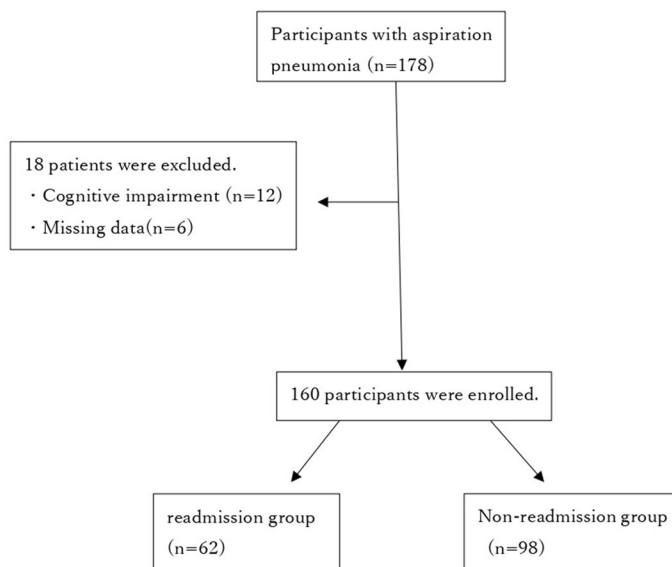 Participants with aspiration
pneumonia (n=178)
18 patients were excluded.
・Cognitive impairment (n=12)
・Missing data(n=6)
160 participants were enrolled.
readmission group
(n=62)
Non-readmission group
(n=98)